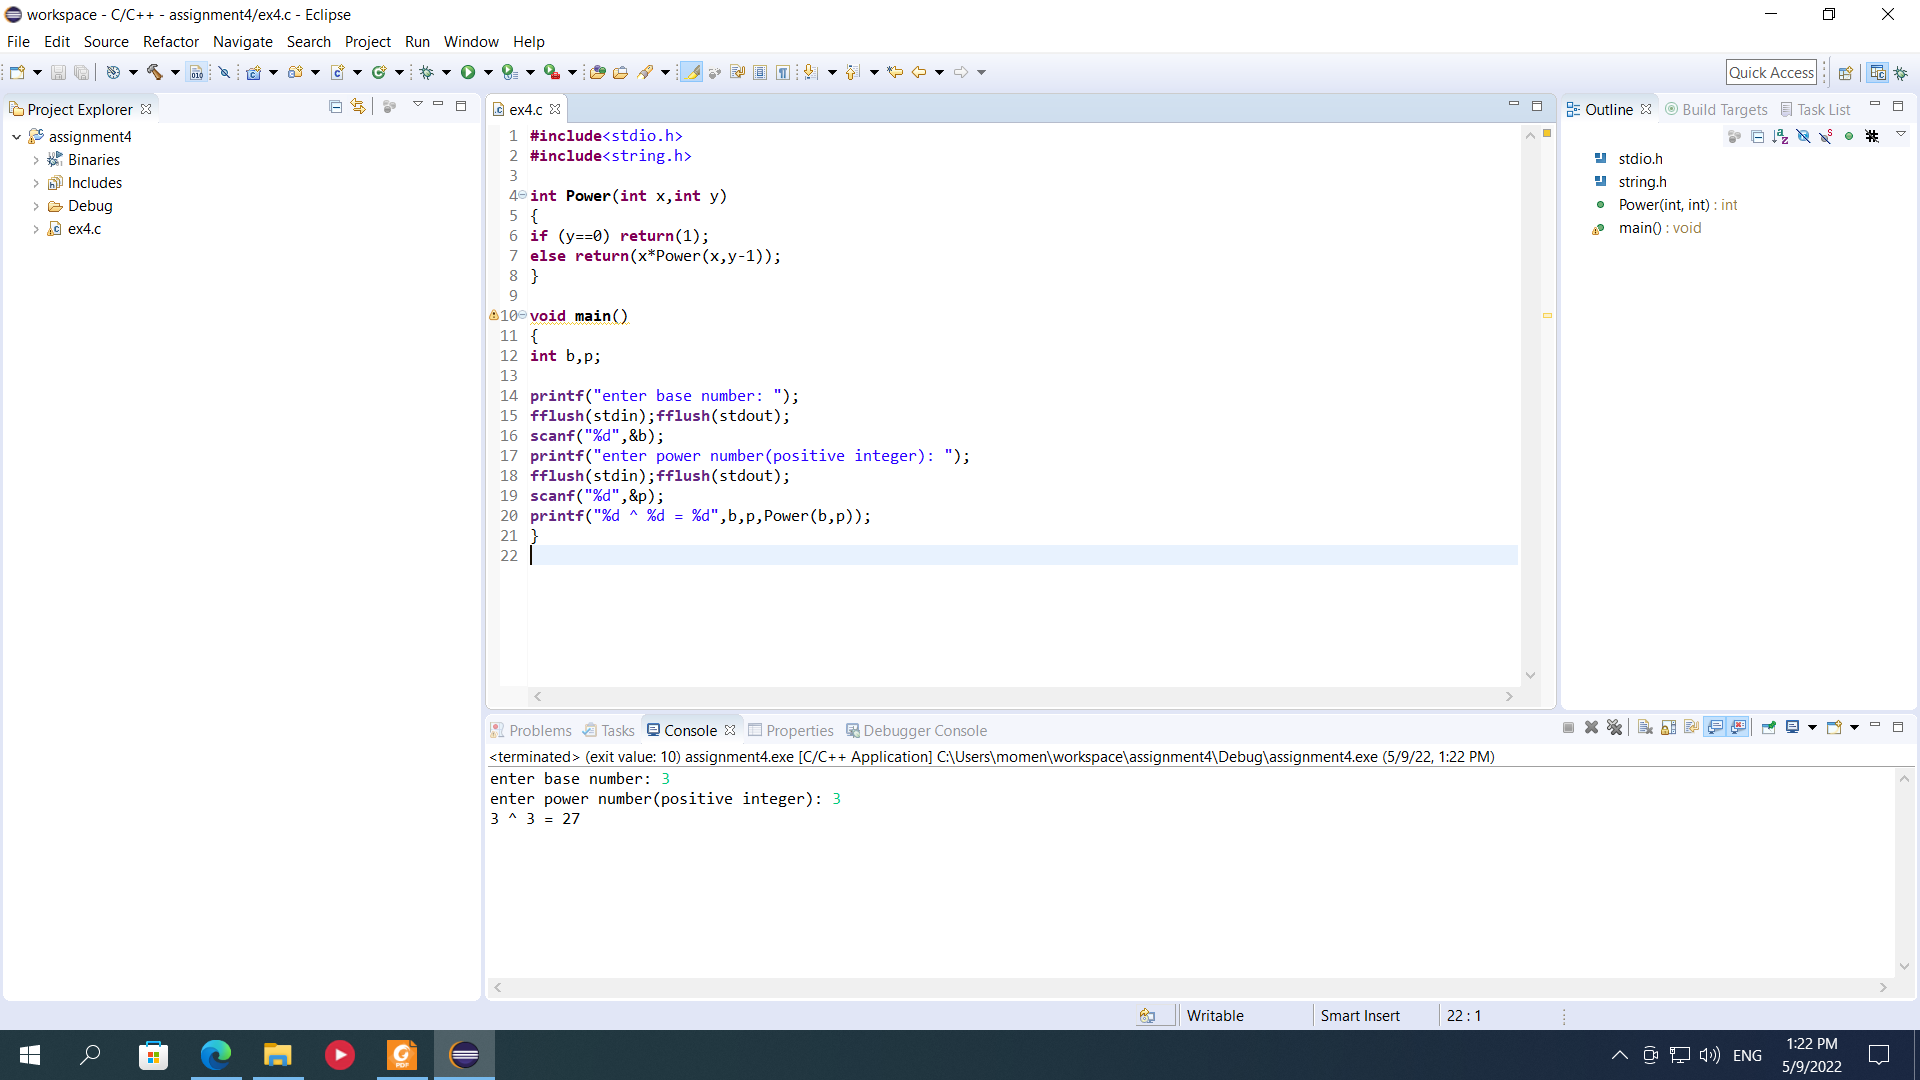 workspace - C/C++ - assignment4/ex4.c - Eclipse
File Edit Source Refactor Navigate Search Project Run Window Help
Quick Access
Project Explorer
assignment4
Binaries
Includes
Debug
ex4.c
ex4.c
1 #include<stdio.h>
2 #include<string.h>
3
4 int Power(int x,int y)
5 {
6 if (y==0) return(1);
7 else return(x*Power(x,y-1));
8 }
9
10 void main()
11 {
12 int b,p;
13
14 printf("enter base number: ");
15 fflush(stdin);fflush(stdout);
16 scanf("%d",&b);
17 printf("enter power number(positive integer): ");
18 fflush(stdin);fflush(stdout);
19 scanf("%d",&p);
20 printf("%d ^ %d = %d",b,p,Power(b,p));
21 }
22
Outline Build Targets Task List
stdio.h
string.h
Power(int, int) : int
main() : void
Problems Tasks Console Properties Debugger Console
<terminated> (exit value: 10) assignment4.exe [C/C++ Application] C:\Users\momen\workspace\assignment4\Debug\assignment4.exe (5/9/22, 1:22 PM)
enter base number: 3
enter power number(positive integer): 3
3 ^ 3 = 27
Writable Smart Insert 22 : 1
ENG
1:22 PM
5/9/2022